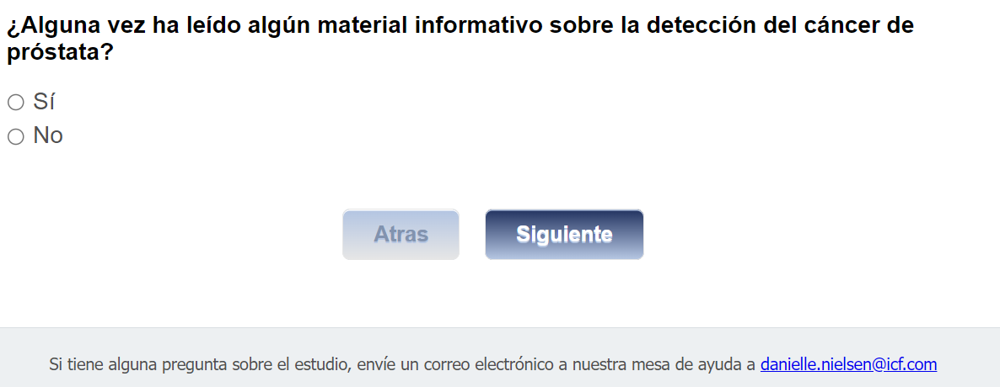 ¿Alguna vez ha leído algún material informativo sobre la detección del cáncer de
próstata?
Sí
No
Atras
Siguiente
Si tiene alguna pregunta sobre el estudio, envíe un correo electrónico a nuestra mesa de ayuda a danielle.nielsen@icf.com